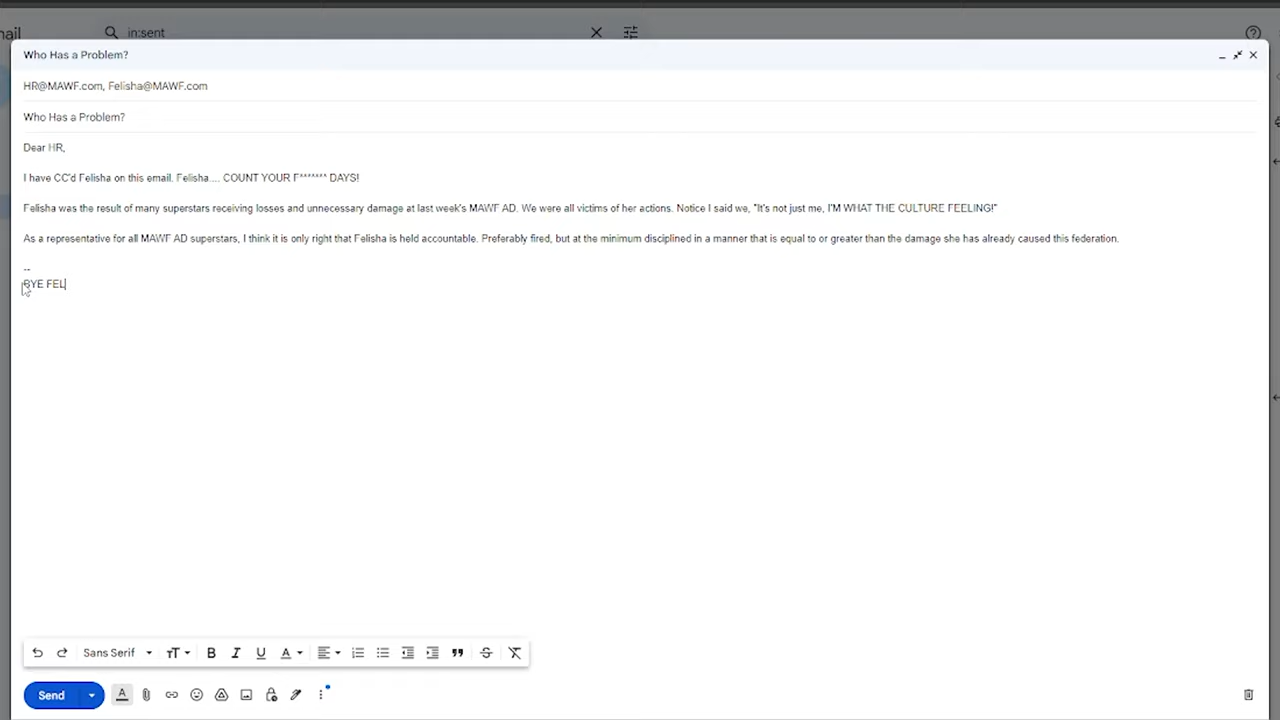 in:sent
Who Has a Problem?
HR@MAWF.com, Felisha@MAWF.com
Who Has a Problem?
Dear HR,
I have CC'd Felisha on this email. Felisha.... COUNT YOUR F******* DAYS!
Felisha was the result of many superstars receiving losses and unnecessary damage at last week's MAWF AD. We were all victims of her actions. Notice I said we, "It's not just me, I'M WHAT THE CULTURE FEELING!"
As a representative for all MAWF AD superstars, I think it is only right that Felisha is held accountable. Preferably fired, but at the minimum disciplined in a manner that is equal to or greater than the damage she has already caused this federation.
--
BYE FEL
Sans Serif
Send